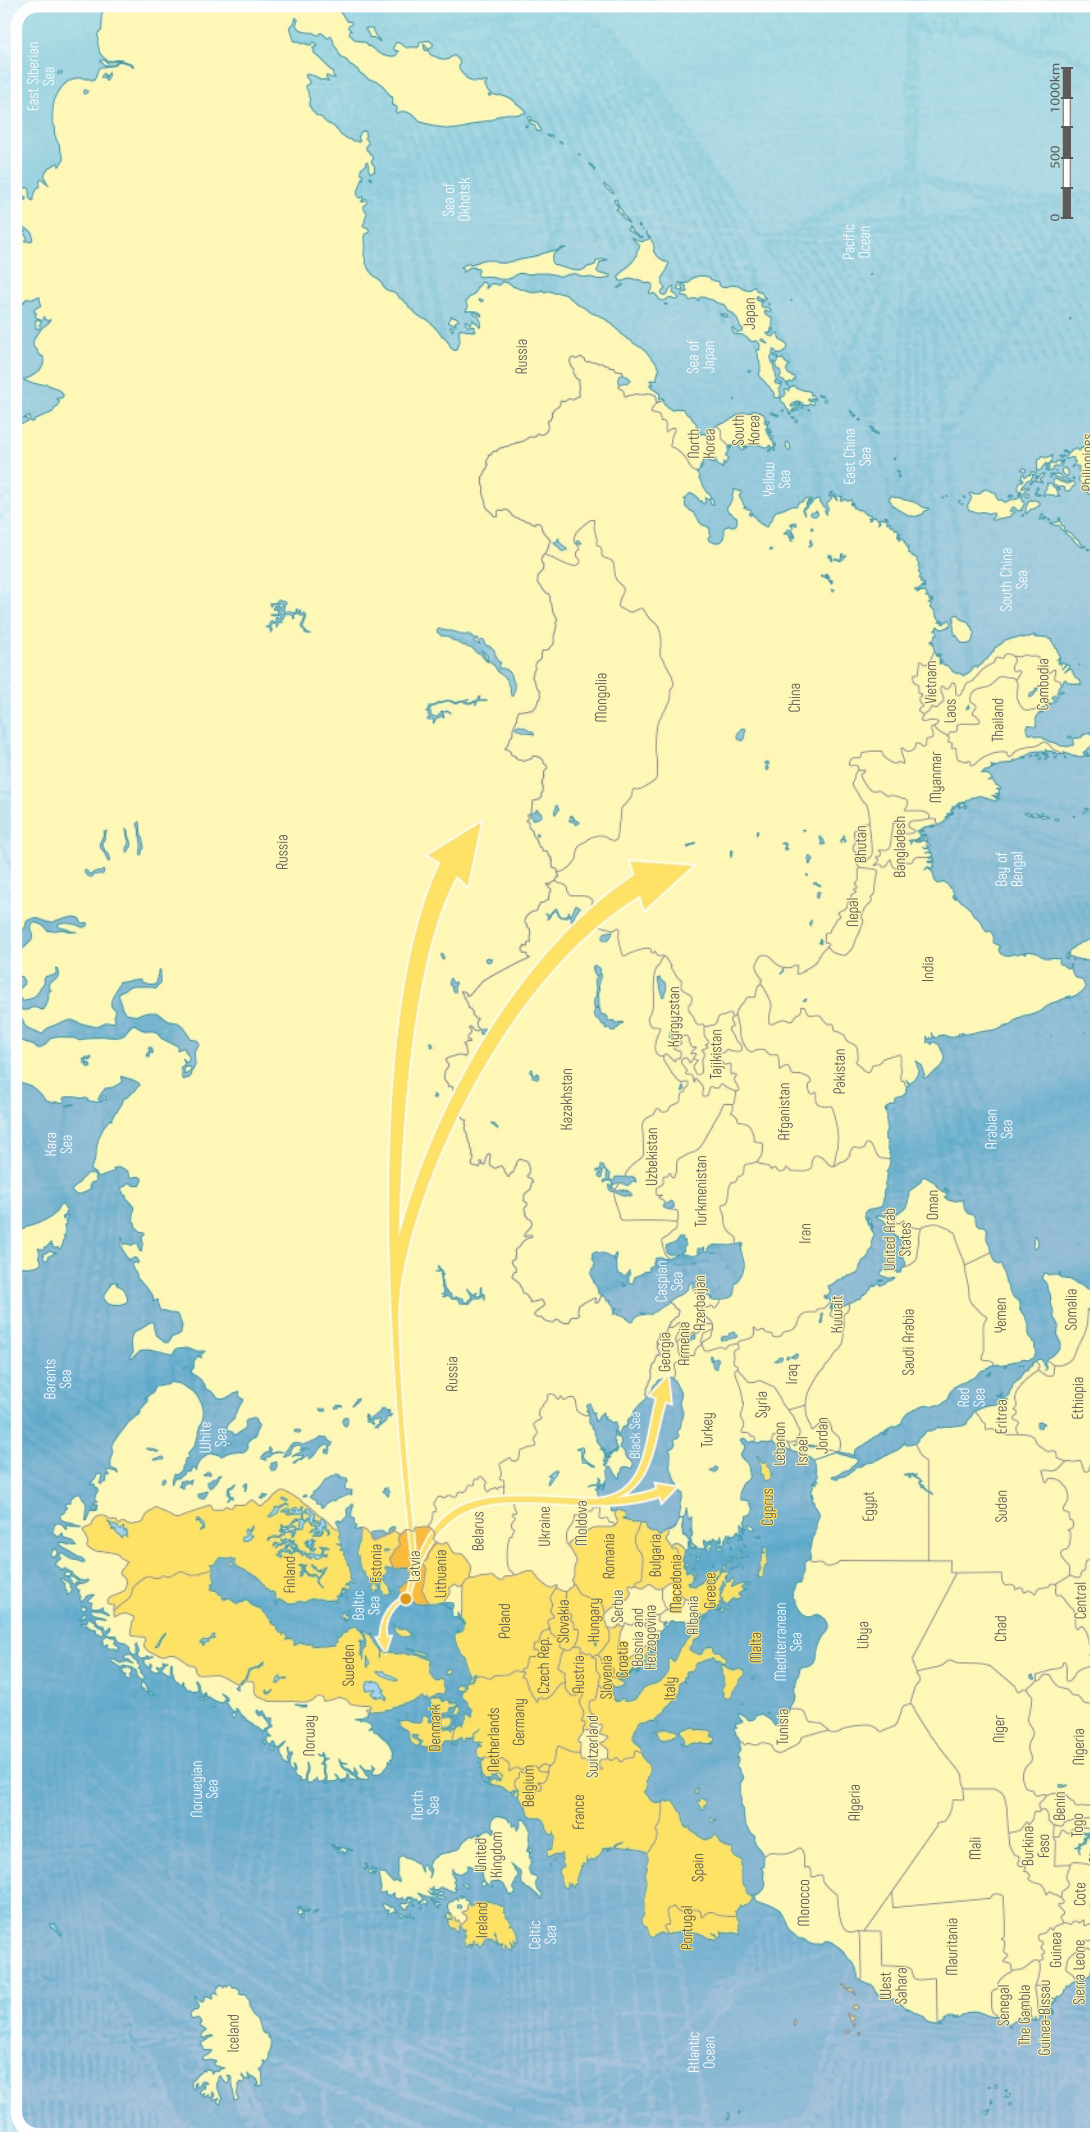 Barents
Sea
Kara
Sea
East Siberian
Sea
Norwegian
Sea
White
Sea
Iceland
Norway
Finland
Russia
Sweden
Baltic
Sea
Estonia
North
Sea
Denmark
Latvia
Lithuania
Russia
Sea of
Okhotsk
Ireland
United
Kingdom
Netherlands
Belarus
Celtic
Sea
Belgium
Germany
Poland
Russia
Czech Rep.
Ukraine
Slovakia
France
Austria
Hungary
Moldova
Kazakhstan
Mongolia
Switzerland
Slovenia
Romania
Croatia
Serbia
Bosnia and
Herzogovina
Black Sea
Bulgaria
Uzbekistan
Italy
Macedonia
Georgia
Caspian
Sea
Kyrgyzstan
Portugal
Spain
Albania
Armenia
Azerbaijan
Turkmenistan
Tajikistan
North
Korea
Sea of
Japan
Atlantic
Ocean
Greece
Turkey
South
Korea
Japan
Malta
Cyprus
Syria
Yellow
Sea
Mediterranean
Sea
Tunisia
Lebanon
Iraq
Afganistan
China
Morocco
Israel
Jordan
Iran
Kuwait
Pakistan
East China
Sea
Pacific
Ocean
Algeria
Libya
Egypt
Nepal
Bhutan
West
Sahara
United Arab
States
Bangladesh
Saudi Arabia
Oman
India
Myanmar
Vietnam
Laos
Mauritania
Mali
Niger
Chad
Sudan
Red
Sea
Eritrea
Yemen
Arabian
Sea
Bay of
Bengal
Thailand
South China
Sea
Senegal
The Gambia
Guinea-Bissau
Guinea
Burkina
Faso
Benin
Togo
Cambodia
Sierra Leone
Cote
Nigeria
Central
Ethiopia
Somalia
Philippines
0 500 1000km